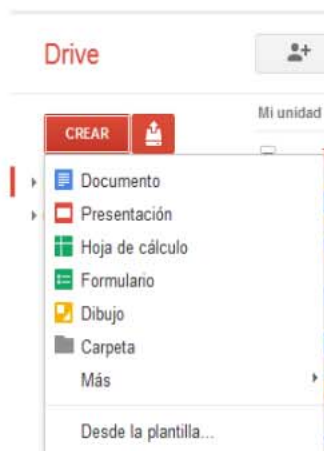 Drive
Mi unidad
CREAR
Documento
Presentación
Hoja de cálculo
Formulario
Dibujo
Carpeta
Más
Desde la plantilla...